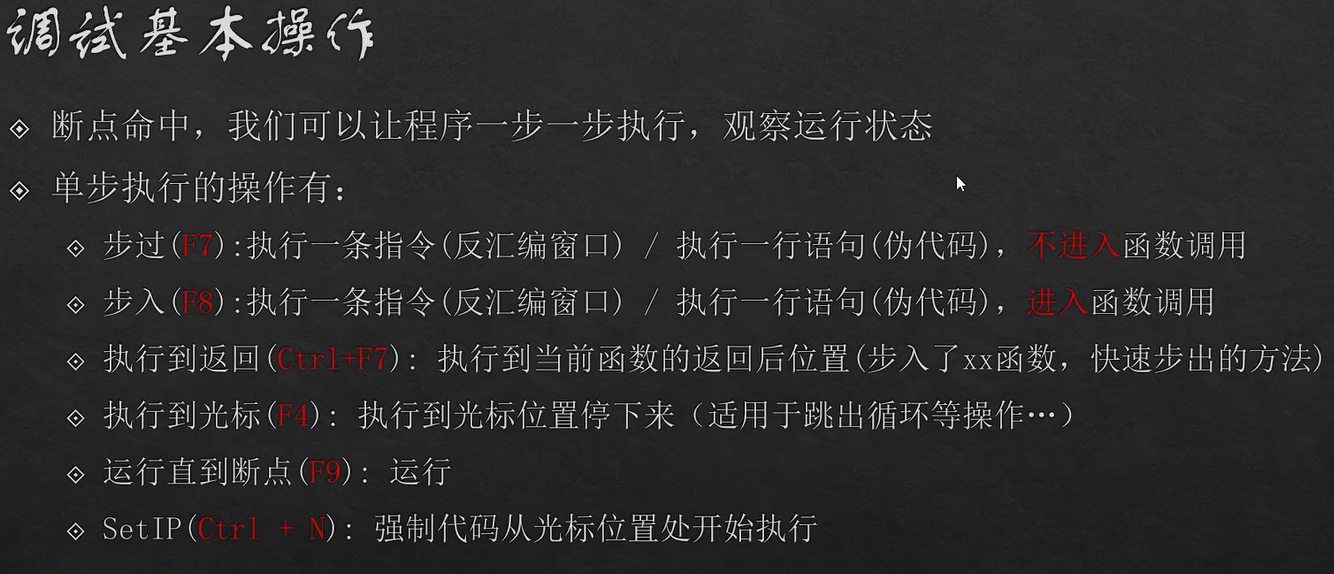 调试基本操作
断点命中，我们可以让程序一步一步执行，观察运行状态
单步执行的操作有：
步过(F7):执行一条指令(反汇编窗口) / 执行一行语句(伪代码)，不进入函数调用
步入(F8):执行一条指令(反汇编窗口) / 执行一行语句(伪代码)，进入函数调用
执行到返回(Ctrl+F7): 执行到当前函数的返回后位置(步入了xx函数，快速步出的方法)
执行到光标(F4): 执行到光标位置停下来（适用于跳出循环等操作…）
运行直到断点(F9): 运行
SetIP(Ctrl + N): 强制代码从光标位置处开始执行